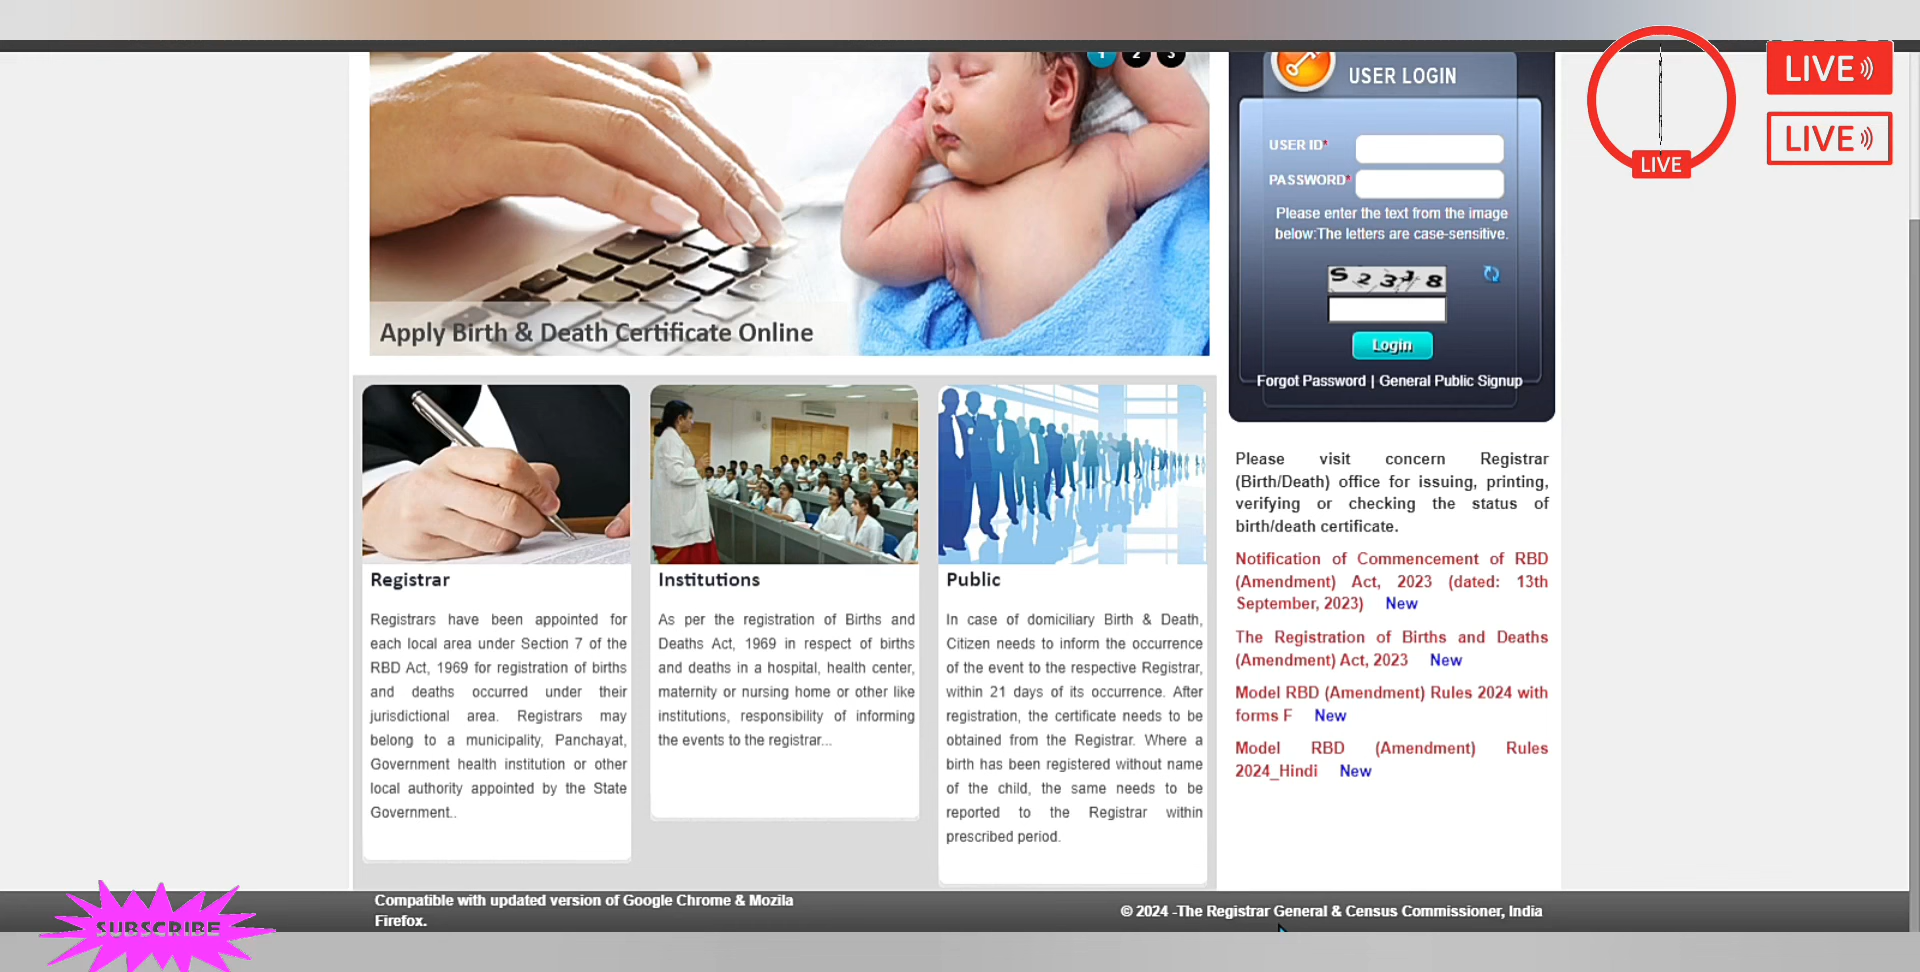 1 2 3
USER LOGIN
LIVE
LIVE
LIVE
USER ID*
PASSWORD*
Please enter the text from the image
below:The letters are case-sensitive.
Login
Forgot Password | General Public Signup
Apply Birth & Death Certificate Online
Registrar
Registrars have been appointed for
each local area under Section 7 of the
RBD Act, 1969 for registration of births
and deaths occurred under their
jurisdictional area. Registrars may
belong to a municipality, Panchayat,
Government health institution or other
local authority appointed by the State
Government..
Institutions
As per the registration of Births and
Deaths Act, 1969 in respect of births
and deaths in a hospital, health center,
maternity or nursing home or other like
institutions, responsibility of informing
the events to the registrar...
Public
In case of domiciliary Birth & Death,
Citizen needs to inform the occurrence
of the event to the respective Registrar,
within 21 days of its occurrence. After
registration, the certificate needs to be
obtained from the Registrar. Where a
birth has been registered without name
of the child, the same needs to be
reported to the Registrar within
prescribed period.
Please visit concern Registrar
(Birth/Death) office for issuing, printing,
verifying or checking the status of
birth/death certificate.
Notification of Commencement of RBD
(Amendment) Act, 2023 (dated: 13th
September, 2023) New
The Registration of Births and Deaths
(Amendment) Act, 2023 New
Model RBD (Amendment) Rules 2024 with
forms F New
Model RBD (Amendment) Rules
2024_Hindi New
Compatible with updated version of Google Chrome & Mozila
Firefox.
© 2024 -The Registrar General & Census Commissioner, India
SUBSCRIBE